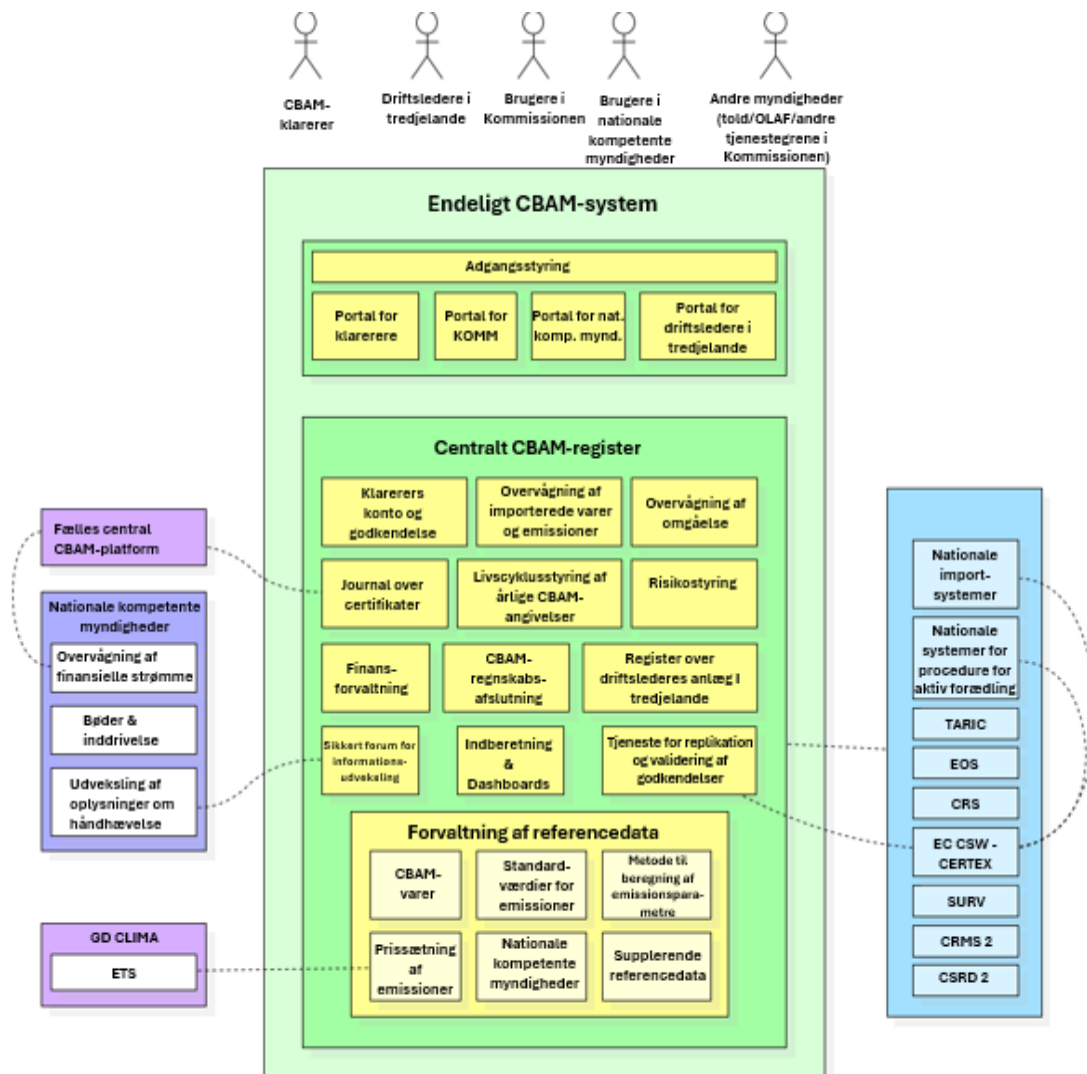 CBAM-
klarerer
Driftsledere i
tredjelande
Brugere i
Kommissionen
Brugere i
nationale
kompetente
myndigheder
Andre myndigheder
(told/OLAF/andre
tjenestegrene i
Kommissionen)
Endeligt CBAM-system
Adgangsstyring
Portal for
klarerere
Portal for
KOMM
Portal for nat.
komp. mynd.
Portal for
driftsledere i
tredjelande
Centralt CBAM-register
Klarerers
konto og
godkendelse
Overvågning af
importerede varer
og emissioner
Overvågning af
omgåelse
Journal over
certifikater
Livscyklusstyring af
årlige CBAM-
angivelser
Risikostyring
Finans-
forvaltning
CBAM-
regnskabs-
afslutning
Register over
driftslederes anlæg I
tredjelande
Sikkert forum for
informations-
udveksling
Indberetning
&
Dashboards
Tjeneste for replikation
og validering af
godkendelser
Forvaltning af referencedata
CBAM-
varer
Standard-
værdier for
emissioner
Metode til
beregning af
emissionspara-
metre
Prissætning
af
emissioner
Nationale
kompetente
myndigheder
Supplerende
referencedata
Fælles central
CBAM-platform
Nationale kompetente
myndigheder
Overvågning af
finansielle strømme
Bøder &
inddrivelse
Udveksling af
oplysninger om
håndhævelse
GD CLIMA
ETS
Nationale
import-
systemer
Nationale
systemer for
procedure for
aktiv forædling
TARIC
EOS
CRS
EC CSW -
CERTEX
SURV
CRMS 2
CSRD 2